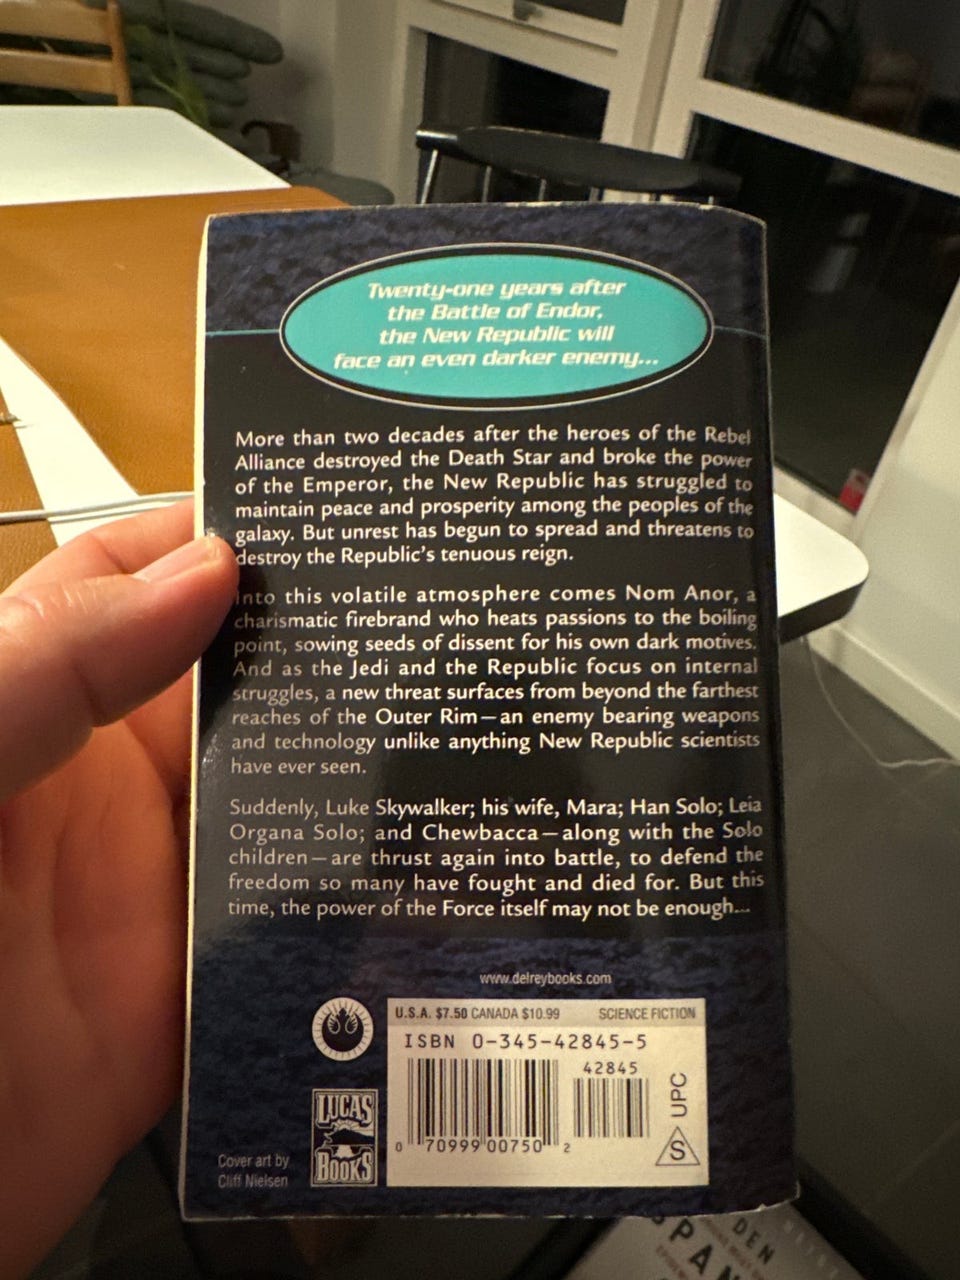 Twenty-one years after
the Battle of Endor,
the New Republic will
face an even darker enemy...
More than two decades after the heroes of the Rebel
Alliance destroyed the Death Star and broke the power
of the Emperor, the New Republic has struggled to
maintain peace and prosperity among the peoples of the
galaxy. But unrest has begun to spread and threatens to
destroy the Republic's tenuous reign.
Into this volatile atmosphere comes Nom Anor, a
charismatic firebrand who heats passions to the boiling
point, sowing seeds of dissent for his own dark motives.
And as the Jedi and the Republic focus on internal
struggles, a new threat surfaces from beyond the farthest
reaches of the Outer Rim—an enemy bearing weapons
and technology unlike anything New Republic scientists
have ever seen.
Suddenly, Luke Skywalker; his wife, Mara; Han Solo; Leia
Organa Solo; and Chewbacca—along with the Solo
children—are thrust again into battle, to defend the
freedom so many have fought and died for. But this
time, the power of the Force itself may not be enough...
www.delreybooks.com
U.S.A. $7.50 CANADA $10.99 SCIENCE FICTION
ISBN 0-345-42845-5
42845
UPC
S
0 70999 00750 2
LUCAS
BOOKS
Cover art by
Cliff Nielsen
DEN
PAN